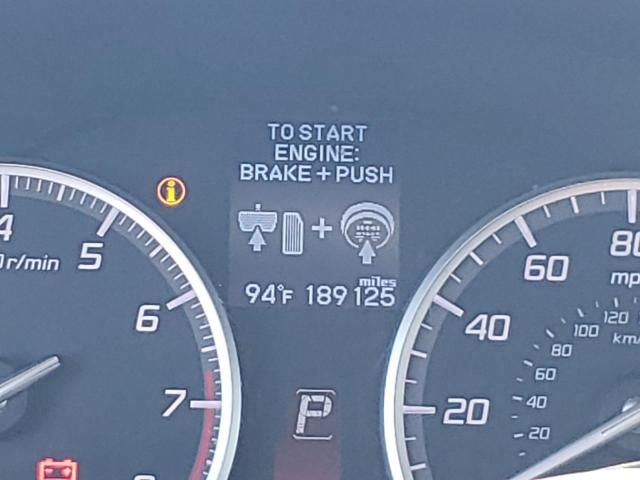 TO START
ENGINE:
BRAKE + PUSH
+
miles
94°F 189125
P
i
4
5
6
7
r/min
80
60
40
20
mp
120
100
80
60
40
20
km/